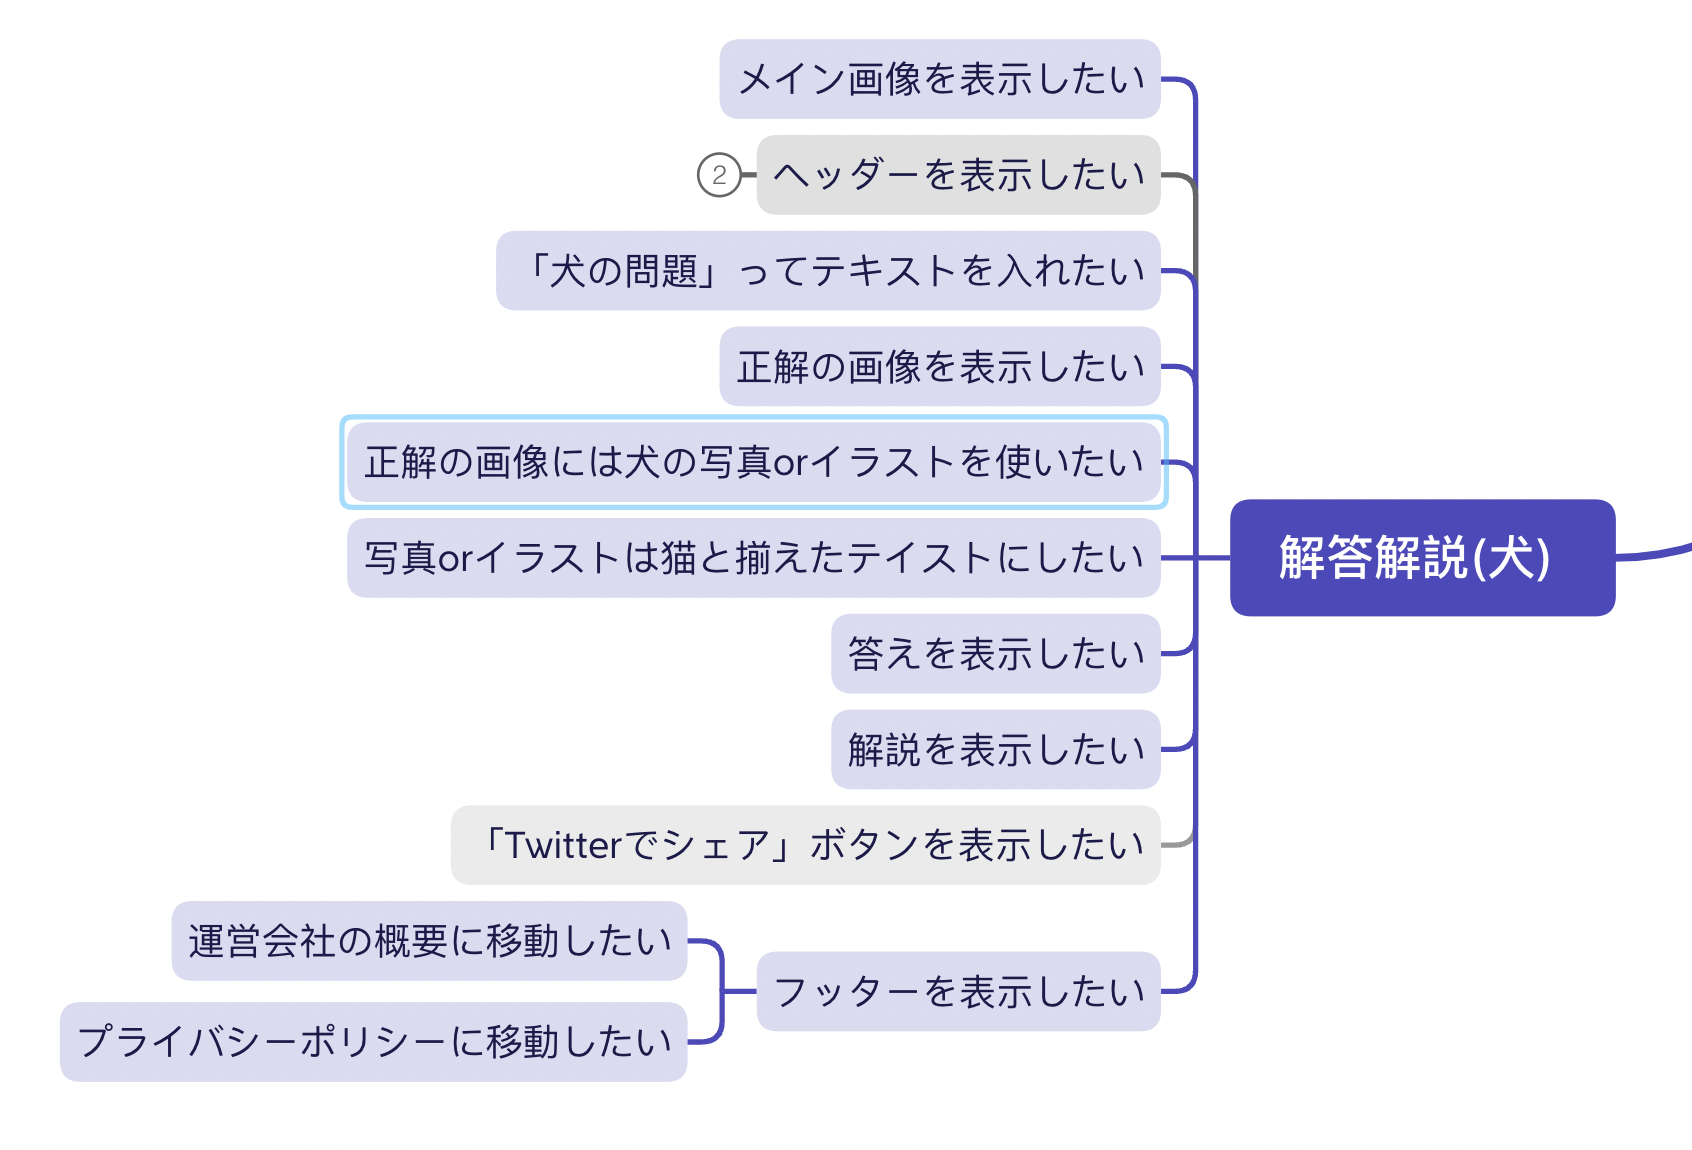 メイン画像を表示したい
2
ヘッダーを表示したい
「犬の問題」ってテキストを入れたい
正解の画像を表示したい
正解の画像には犬の写真orイラストを使いたい
写真orイラストは猫と揃えたテイストにしたい
解答解説(犬)
答えを表示したい
解説を表示したい
「Twitterでシェア」ボタンを表示したい
運営会社の概要に移動したい
フッターを表示したい
プライバシーポリシーに移動したい